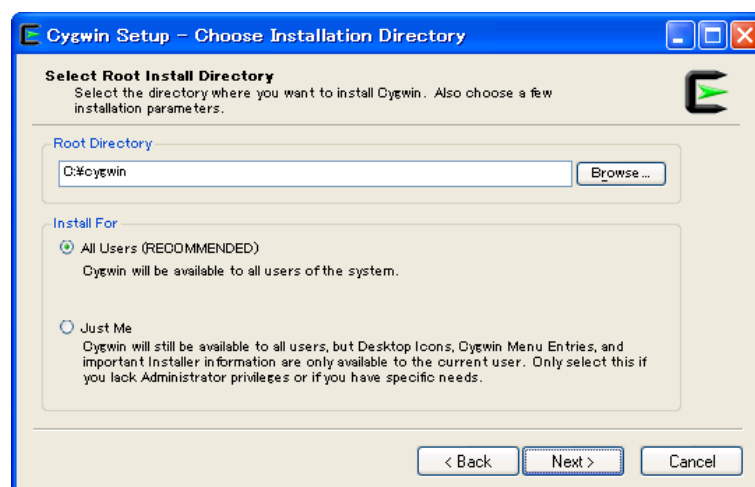 Cygwin Setup - Choose Installation Directory
Select Root Install Directory
Select the directory where you want to install Cygwin. Also choose a few
installation parameters.
Root Directory
C:¥cygwin
Browse...
Install For
All Users (RECOMMENDED)
Cygwin will be available to all users of the system.
Just Me
Cygwin will still be available to all users, but Desktop Icons, Cygwin Menu Entries, and
important Installer information are only available to the current user. Only select this if
you lack Administrator privileges or if you have specific needs.
< Back
Next >
Cancel